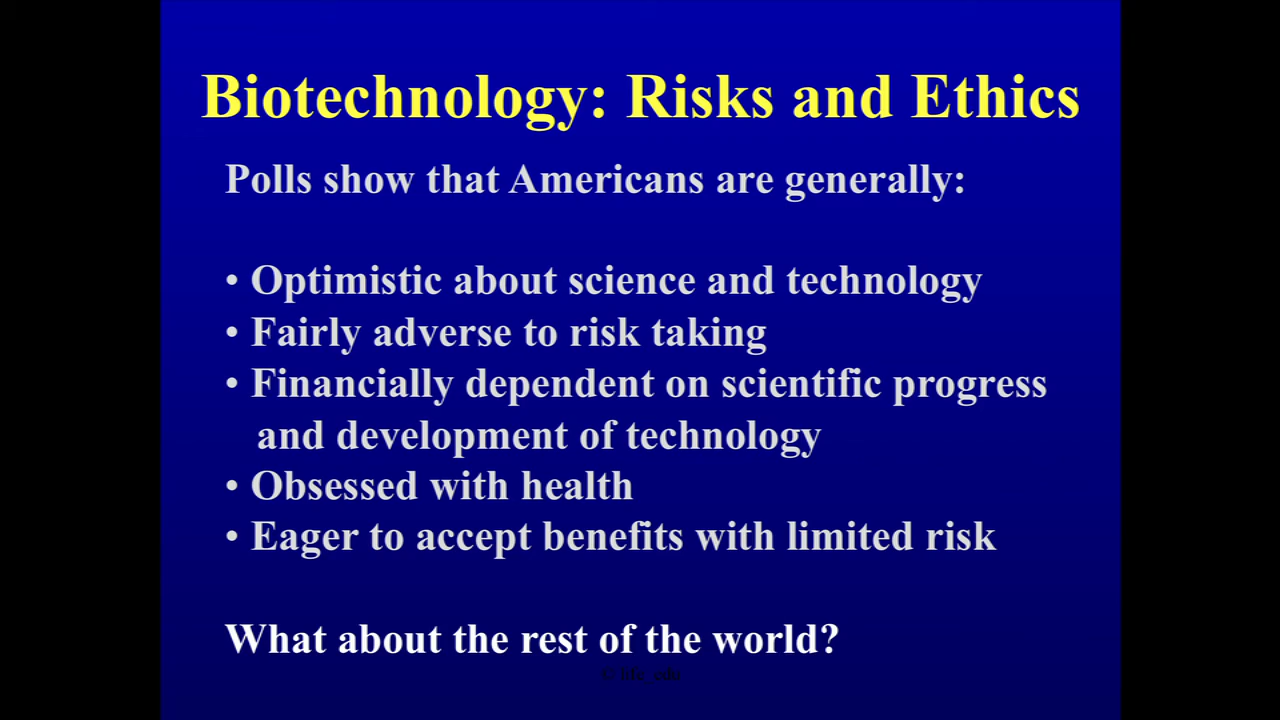 Biotechnology: Risks and Ethics
Polls show that Americans are generally:
• Optimistic about science and technology
• Fairly adverse to risk taking
• Financially dependent on scientific progress
and development of technology
• Obsessed with health
• Eager to accept benefits with limited risk
What about the rest of the world?
© life_edu